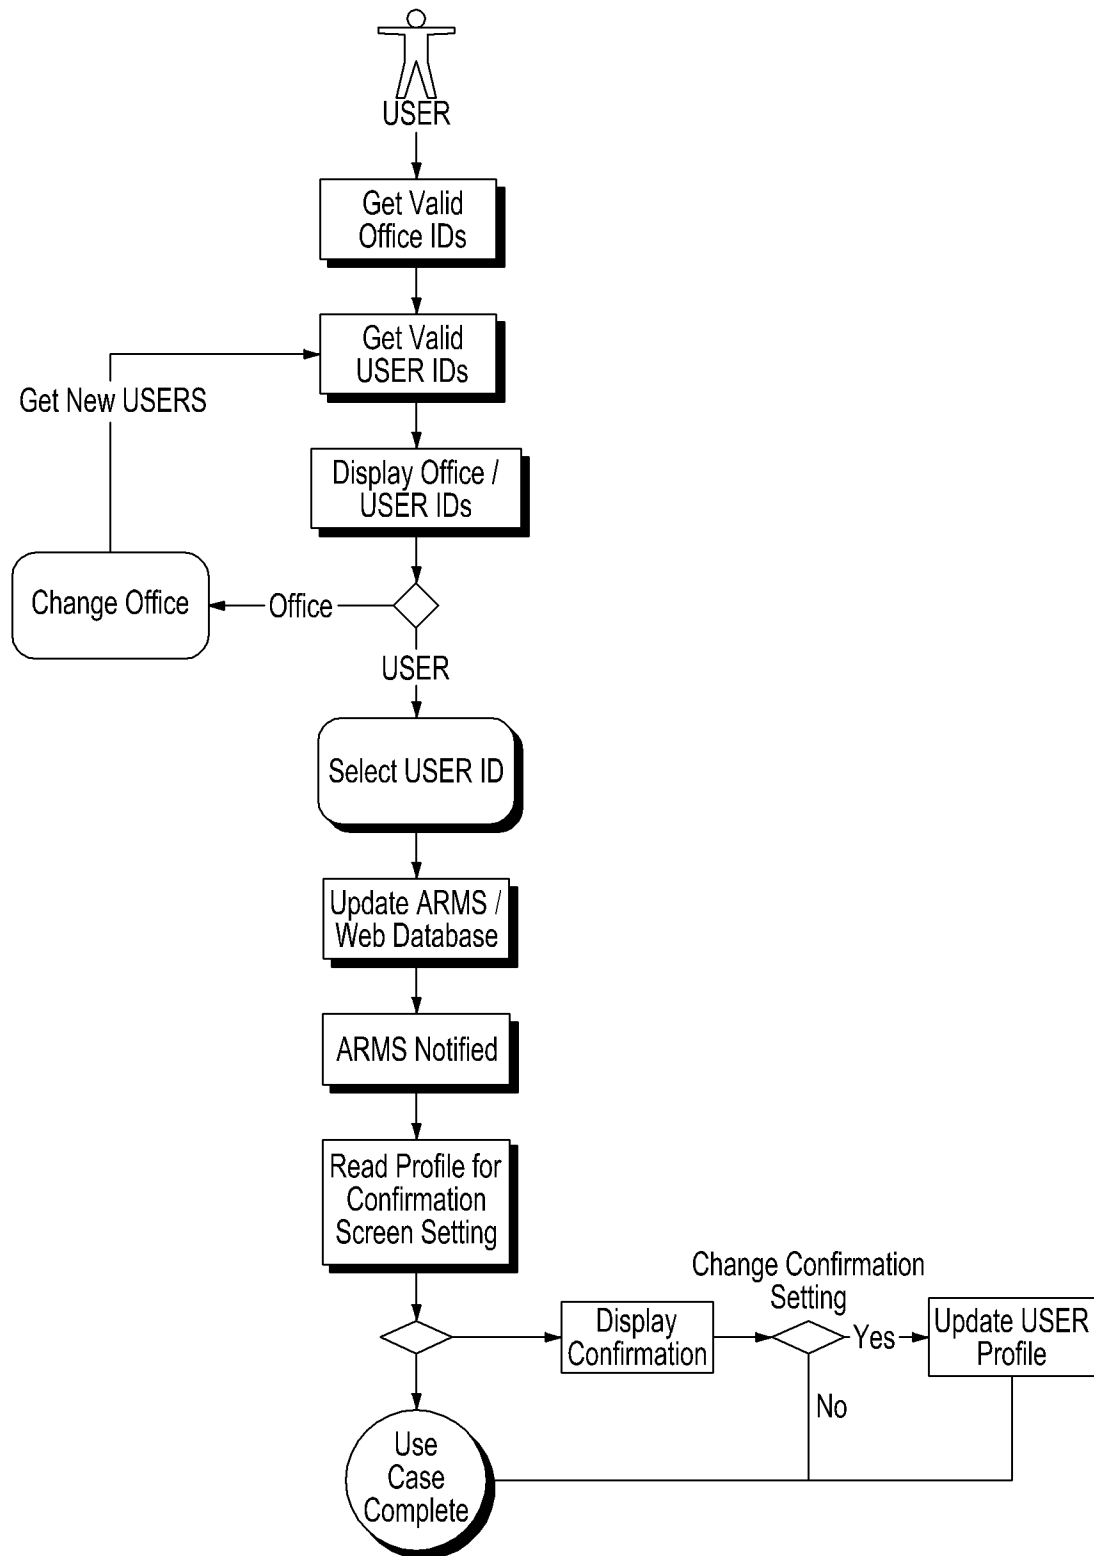 USER
Get Valid
Office IDs
Get Valid
USER IDs
Get New USERS
Display Office /
USER IDs
Change Office
Office
USER
Select USER ID
Update ARMS /
Web Database
ARMS Notified
Read Profile for
Confirmation
Screen Setting
Change Confirmation
Setting
Display
Confirmation
Yes
Update USER
Profile
No
Use
Case
Complete